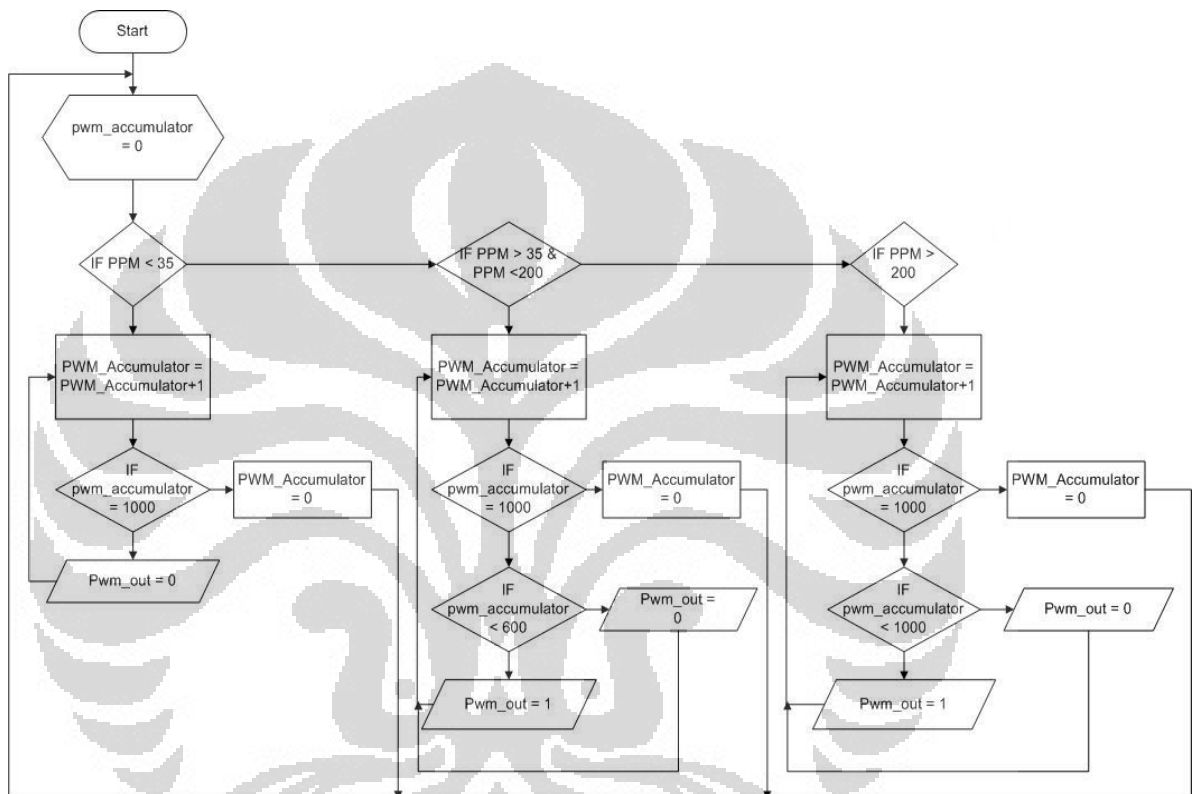 Start
pwm_accumulator
= 0
IF PPM < 35
IF PPM > 35 &
PPM <200
IF PPM >
200
PWM_Accumulator =
PWM_Accumulator+1
PWM_Accumulator =
PWM_Accumulator+1
PWM_Accumulator =
PWM_Accumulator+1
IF
pwm_accumulator
= 1000
PWM_Accumulator
= 0
IF
pwm_accumulator
= 1000
PWM_Accumulator
= 0
IF
pwm_accumulator
= 1000
PWM_Accumulator
= 0
Pwm_out = 0
IF
pwm_accumulator
< 600
Pwm_out =
0
IF
pwm_accumulator
< 1000
Pwm_out = 0
Pwm_out = 1
Pwm_out = 1